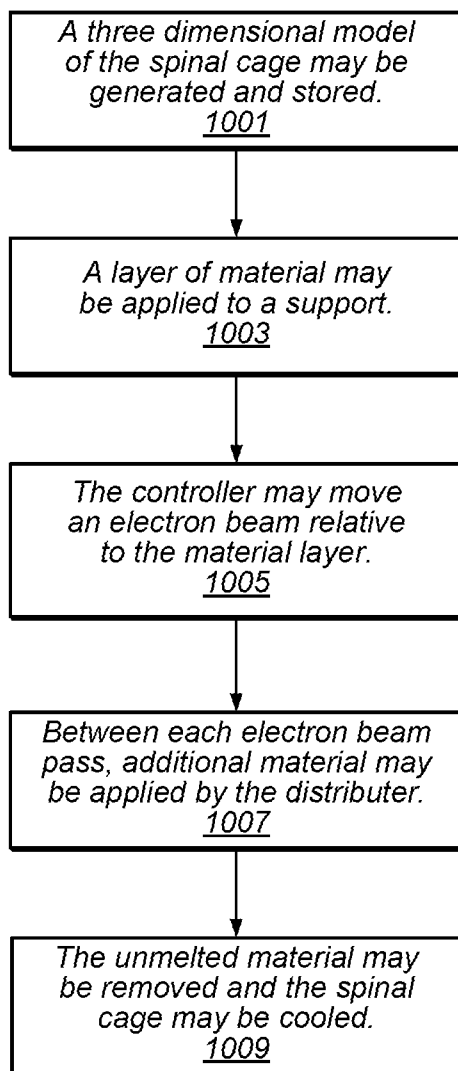 A three dimensional model
of the spinal cage may be
generated and stored.
1001
A layer of material may
be applied to a support.
1003
The controller may move
an electron beam relative
to the material layer.
1005
Between each electron beam
pass, additional material may
be applied by the distributer.
1007
The unmelted material may
be removed and the spinal
cage may be cooled.
1009